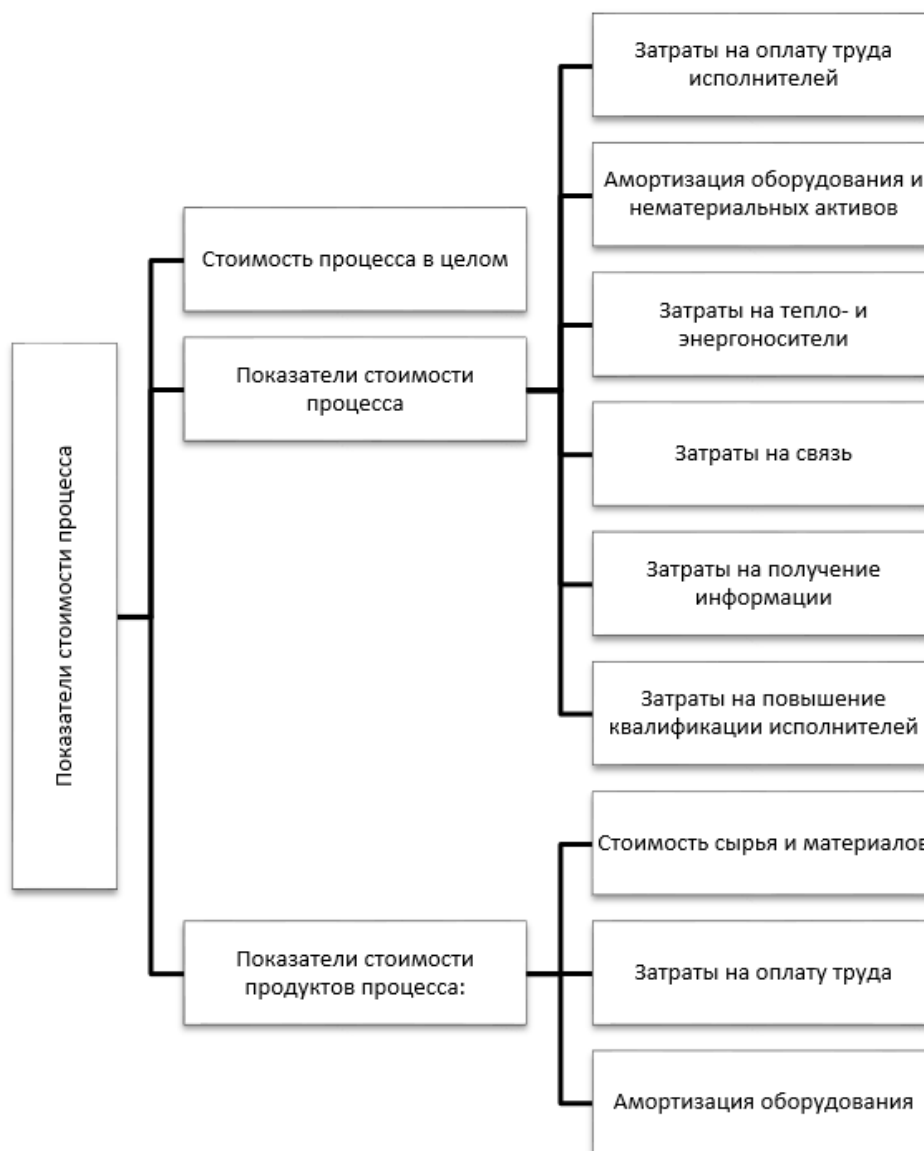 Показатели стоимости процесса
Стоимость процесса в целом
Показатели стоимости
процесса
Затраты на оплату труда
исполнителей
Амортизация оборудования и
нематериальных активов
Затраты на тепло- и
энергоносители
Затраты на связь
Затраты на получение
информации
Затраты на повышение
квалификации исполнителей
Показатели стоимости
продуктов процесса:
Стоимость сырья и материалов
Затраты на оплату труда
Амортизация оборудования